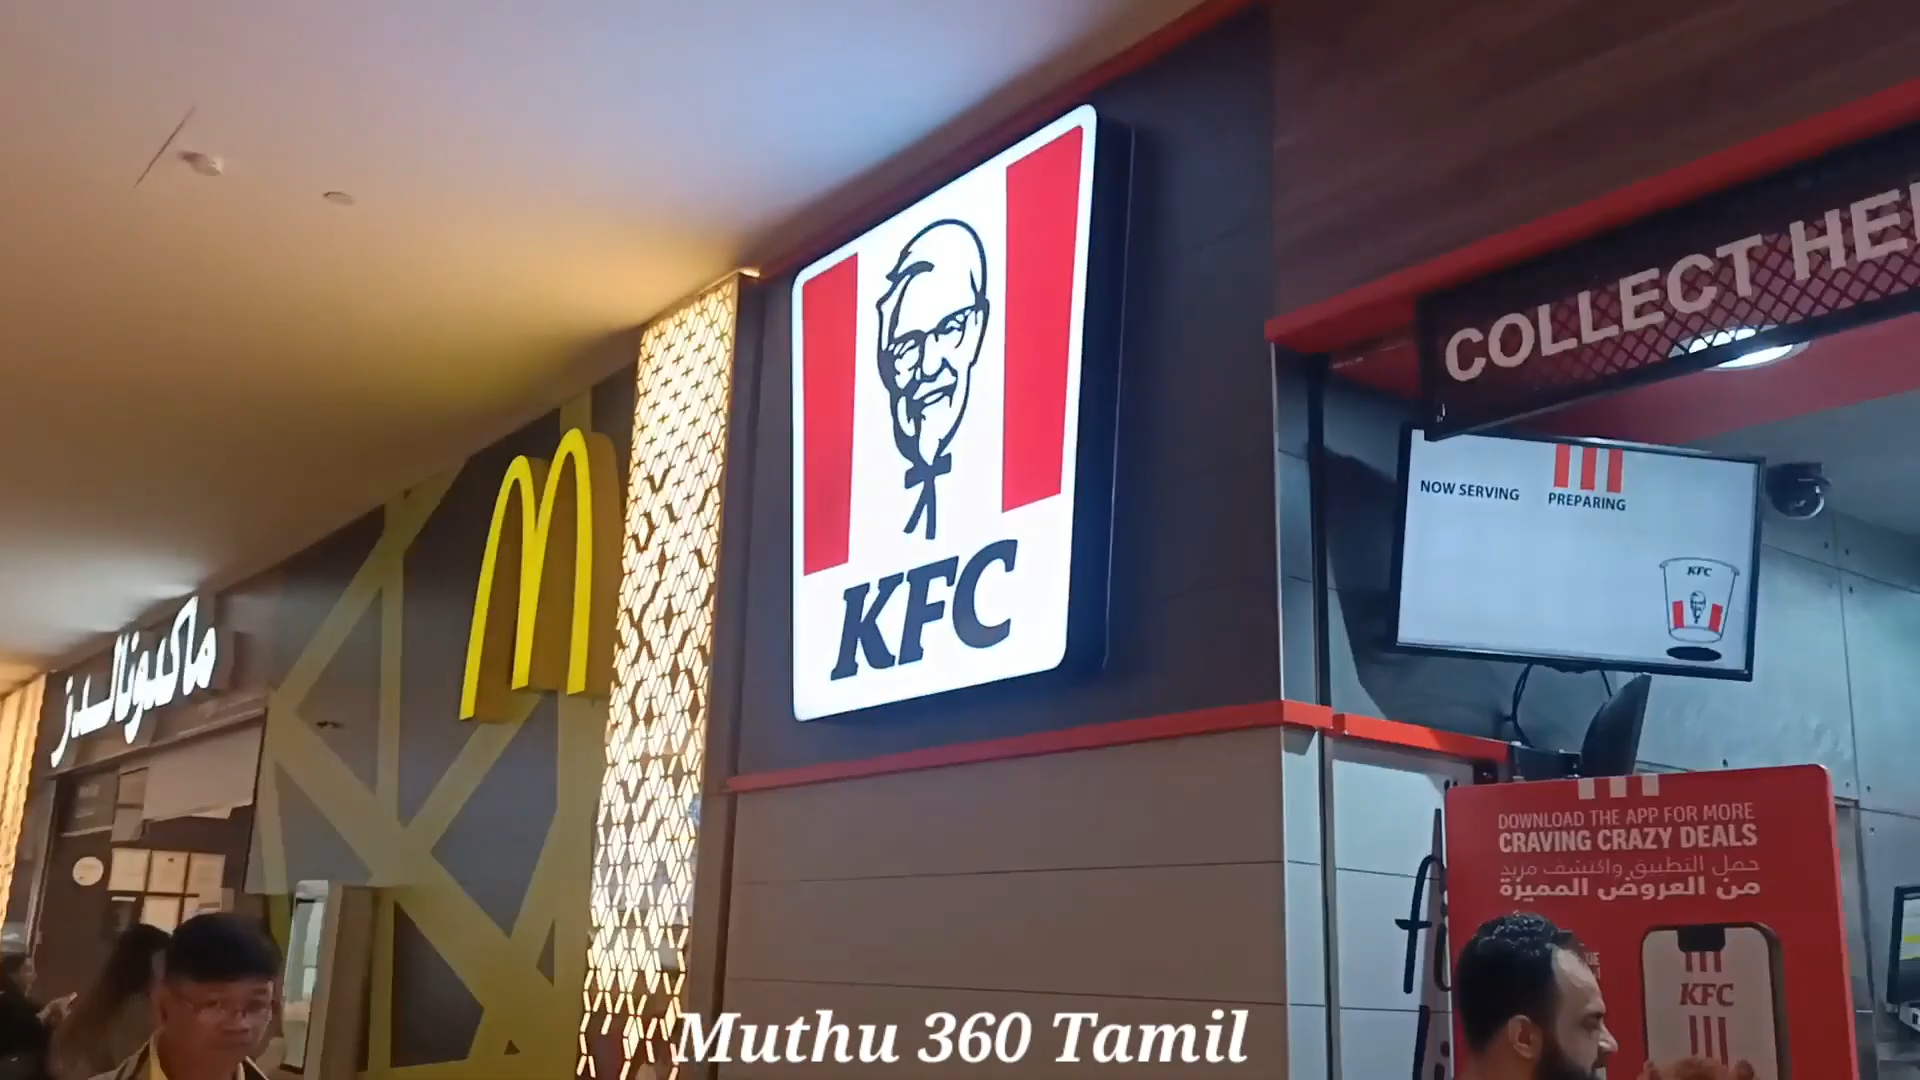 ماكدونالدز
KFC
COLLECT HE
NOW SERVING
PREPARING
KFC
DOWNLOAD THE APP FOR MORE
CRAVING CRAZY DEALS
حمل التطبيق واكتشف مزيد
من العروض المميزة
KFC
Muthu 360 Tamil